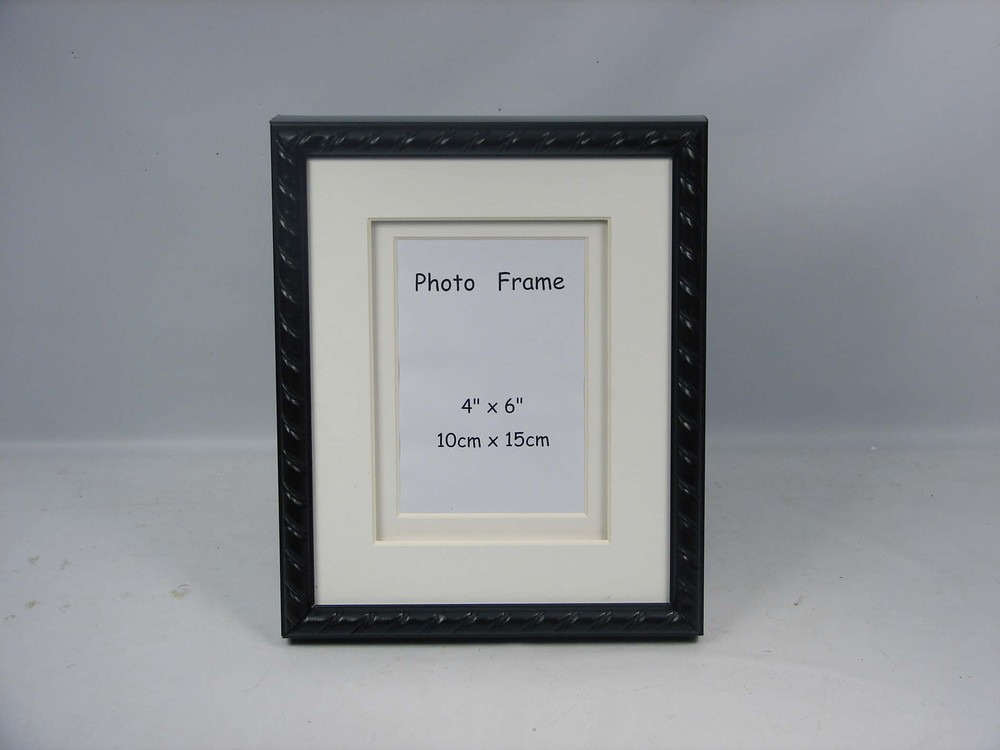 Photo Frame
4" x 6"
10cm x 15cm